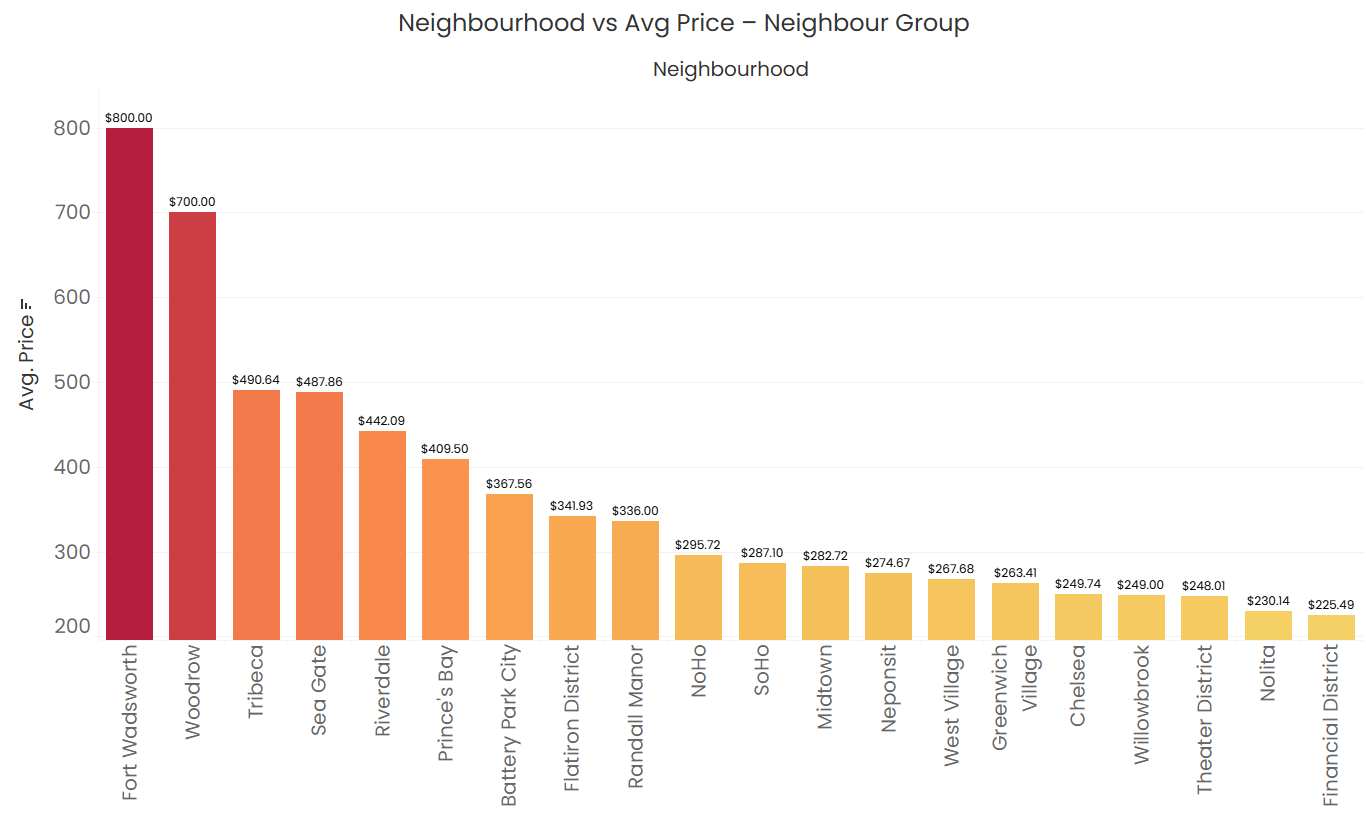 Neighbourhood vs Avg Price – Neighbour Group
Neighbourhood
Avg. Price
800
700
600
500
400
300
200
$800.00
$700.00
$490.64
$487.86
$442.09
$409.50
$367.56
$341.93
$336.00
$295.72
$287.10
$282.72
$274.67
$267.68
$263.41
$249.74
$249.00
$248.01
$230.14
$225.49
Fort Wadsworth
Woodrow
Tribeca
Sea Gate
Riverdale
Prince's Bay
Battery Park City
Flatiron District
Randall Manor
NoHo
SoHo
Midtown
Neponsit
West Village
Greenwich
Village
Chelsea
Willowbrook
Theater District
Nolita
Financial District